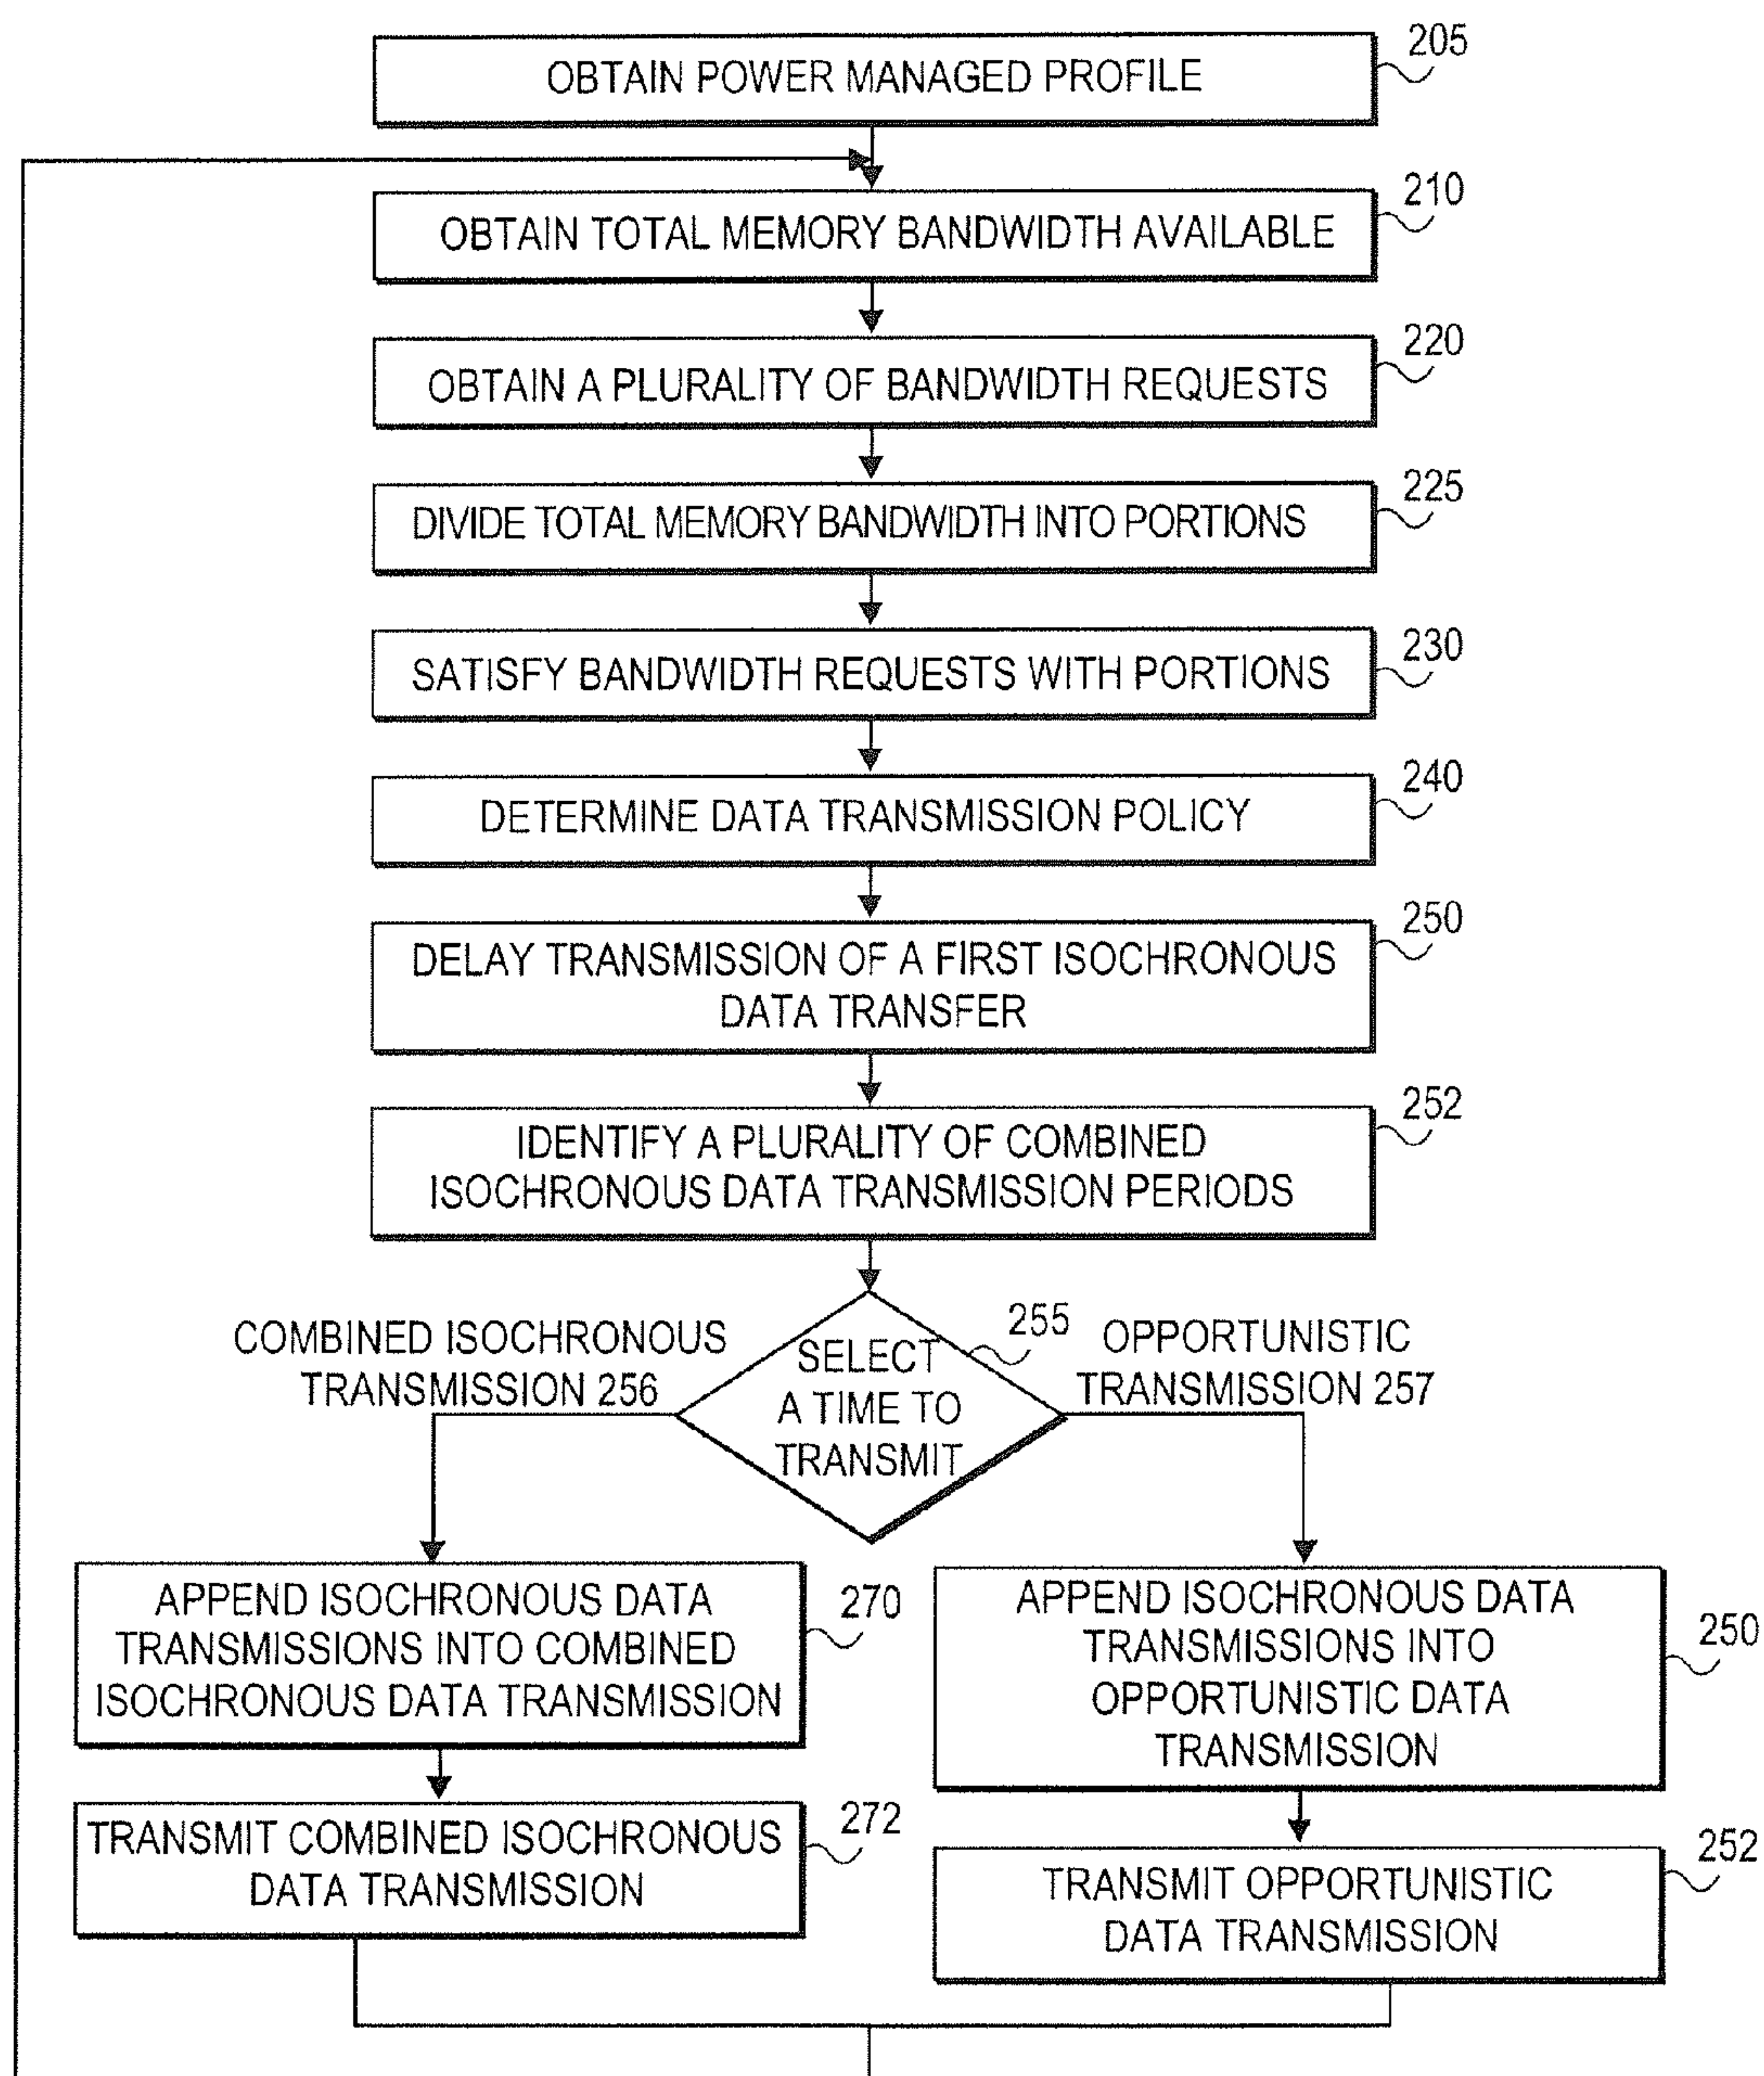 OBTAIN POWER MANAGED PROFILE
205
OBTAIN TOTAL MEMORY BANDWIDTH AVAILABLE
210
OBTAIN A PLURALITY OF BANDWIDTH REQUESTS
220
DIVIDE TOTAL MEMORY BANDWIDTH INTO PORTIONS
225
SATISFY BANDWIDTH REQUESTS WITH PORTIONS
230
DETERMINE DATA TRANSMISSION POLICY
240
DELAY TRANSMISSION OF A FIRST ISOCHRONOUS
DATA TRANSFER
250
IDENTIFY A PLURALITY OF COMBINED
ISOCHRONOUS DATA TRANSMISSION PERIODS
252
COMBINED ISOCHRONOUS
TRANSMISSION 256
SELECT
A TIME TO
TRANSMIT
255
OPPORTUNISTIC
TRANSMISSION 257
APPEND ISOCHRONOUS DATA
TRANSMISSIONS INTO COMBINED
ISOCHRONOUS DATA TRANSMISSION
270
APPEND ISOCHRONOUS DATA
TRANSMISSIONS INTO
OPPORTUNISTIC DATA
TRANSMISSION
250
TRANSMIT COMBINED ISOCHRONOUS
DATA TRANSMISSION
272
TRANSMIT OPPORTUNISTIC
DATA TRANSMISSION
252